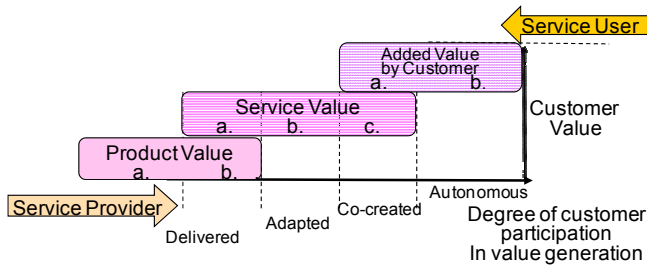 Service User
Added Value
by Customer
a. b.
Service Value
a. b. c.
Customer
Value
Product Value
a. b.
Service Provider
Delivered
Adapted
Co-created
Autonomous
Degree of customer
participation
In value generation